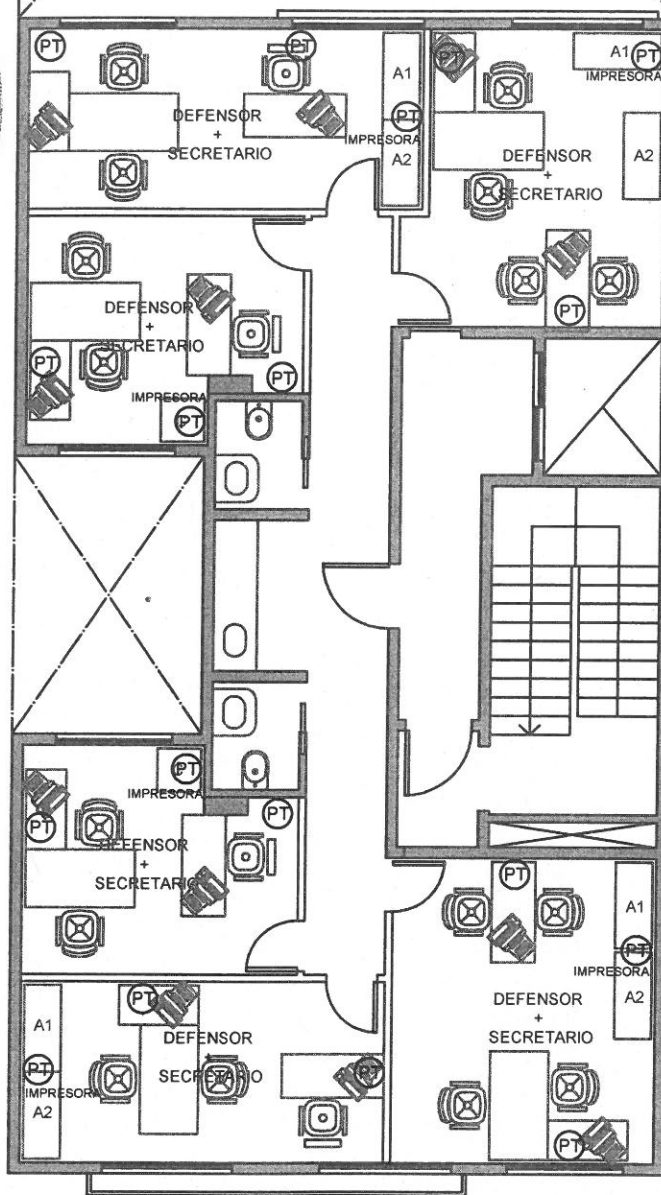 PT
PT
A1
PT
IMPRESORA
A2
DEFENSOR
+
SECRETARIO
PT
A1
PT
IMPRESORA
A2
DEFENSOR
+
SECRETARIO
PT
DEFENSOR
+
SECRETARIO
PT
PT
IMPRESORA
PT
PT
IMPRESORA
PT
PT
DEFENSOR
+
SECRETARIO
PT
A1
PT
IMPRESORA
A2
DEFENSOR
+
SECRETARIO
PT
PT
A1
PT
IMPRESORA
A2
DEFENSOR
+
SECRETARIO
PT